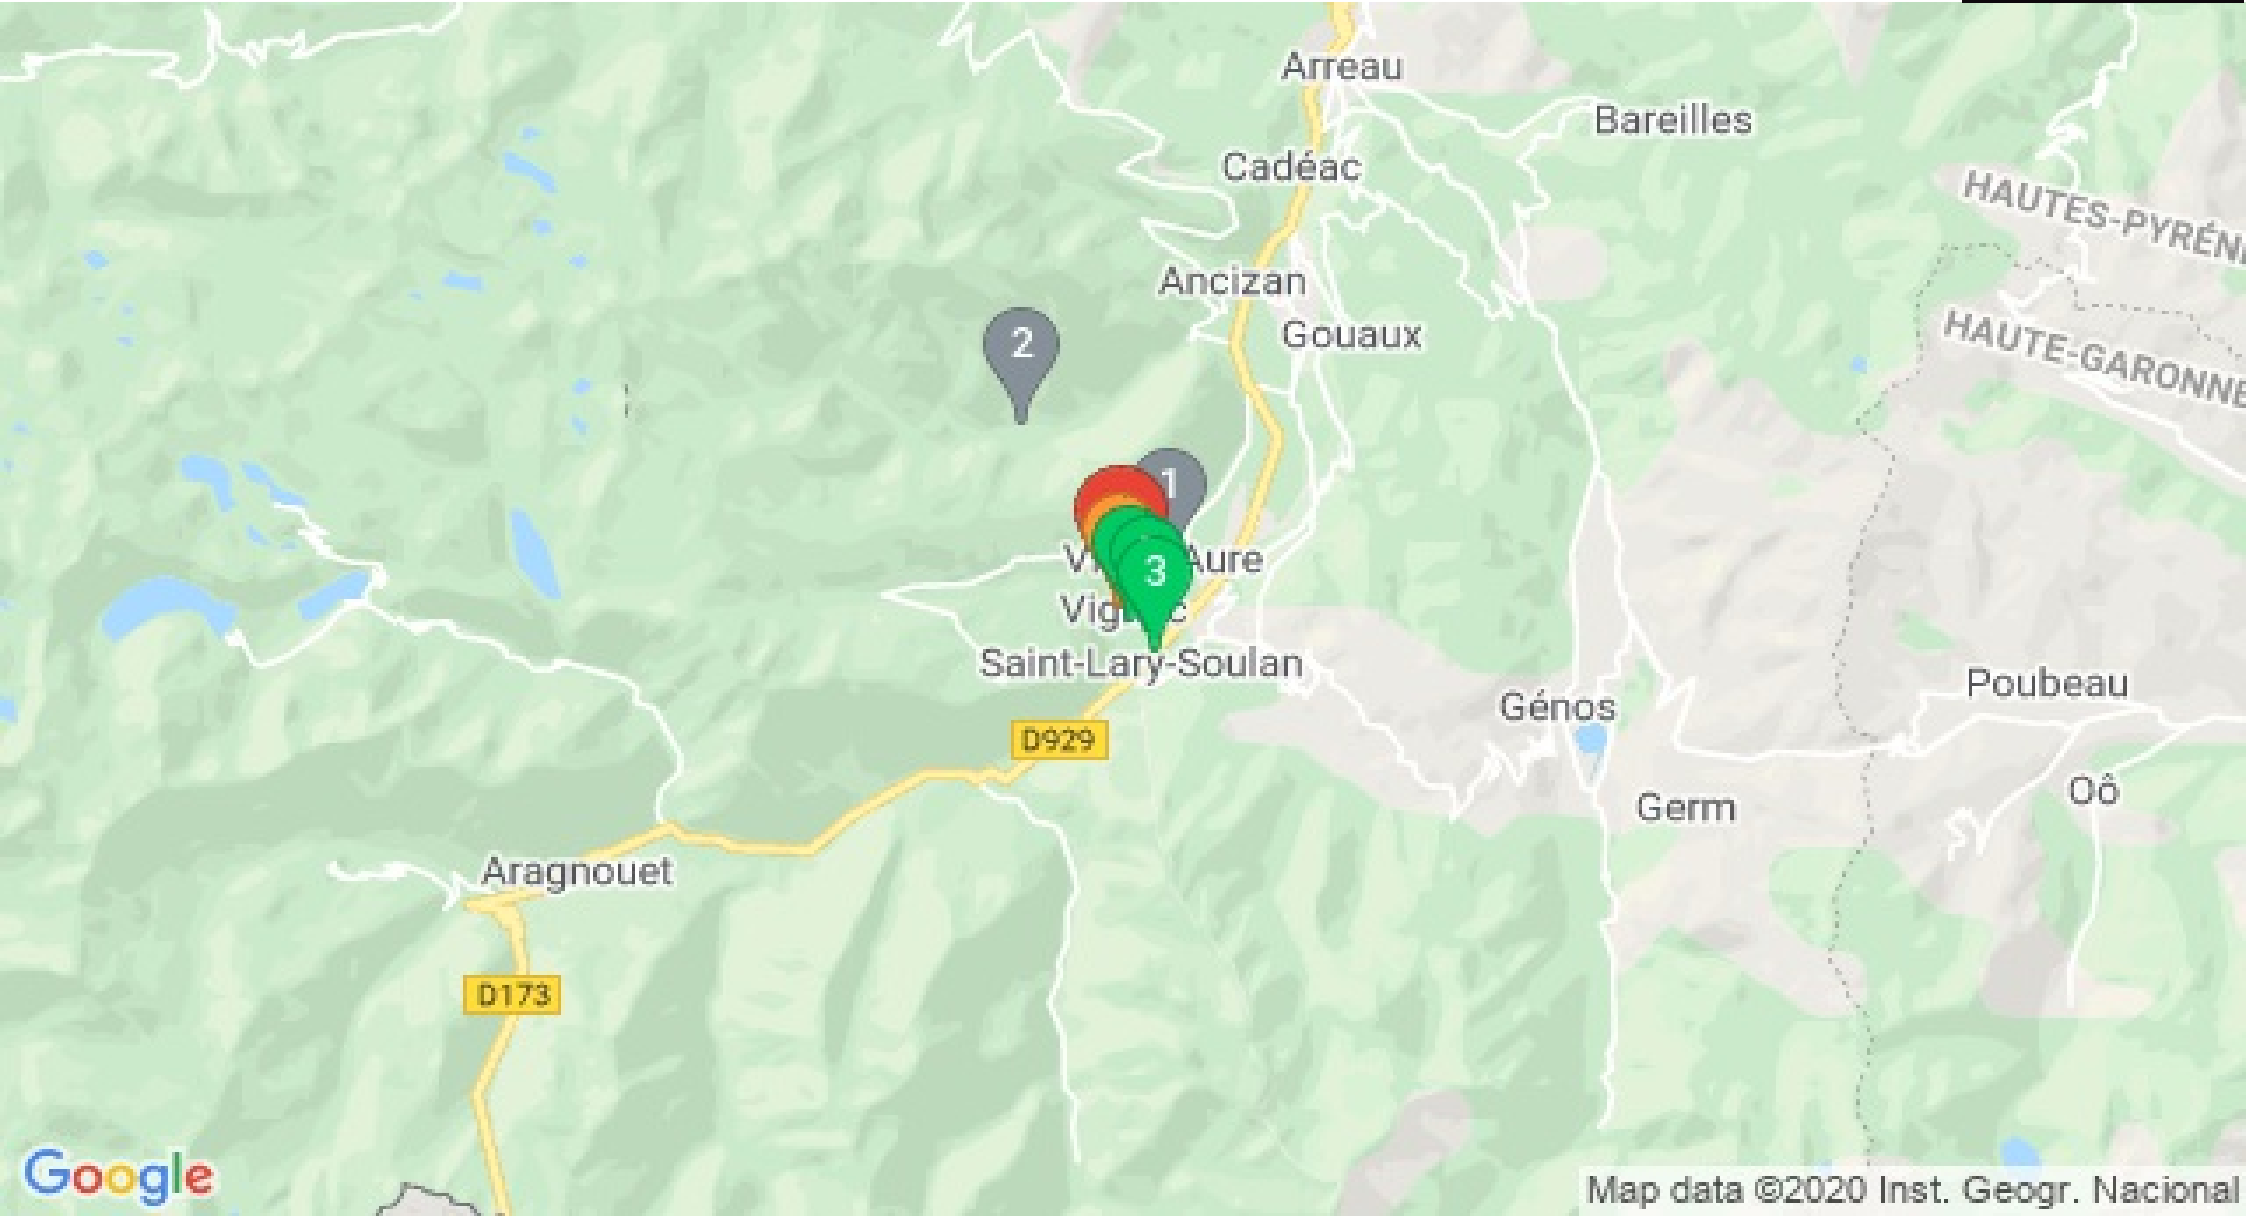 Arreau
Bareilles
Cadéac
HAUTES-PYRÉN
Ancizan
HAUTE-GARONNE
Gouaux
2
1
Aure
3
Saint-Lary-Soulan
Poubeau
Génos
D929
Oô
Germ
Aragnouet
D173
Google
Map data ©2020 Inst. Geogr. Nacional